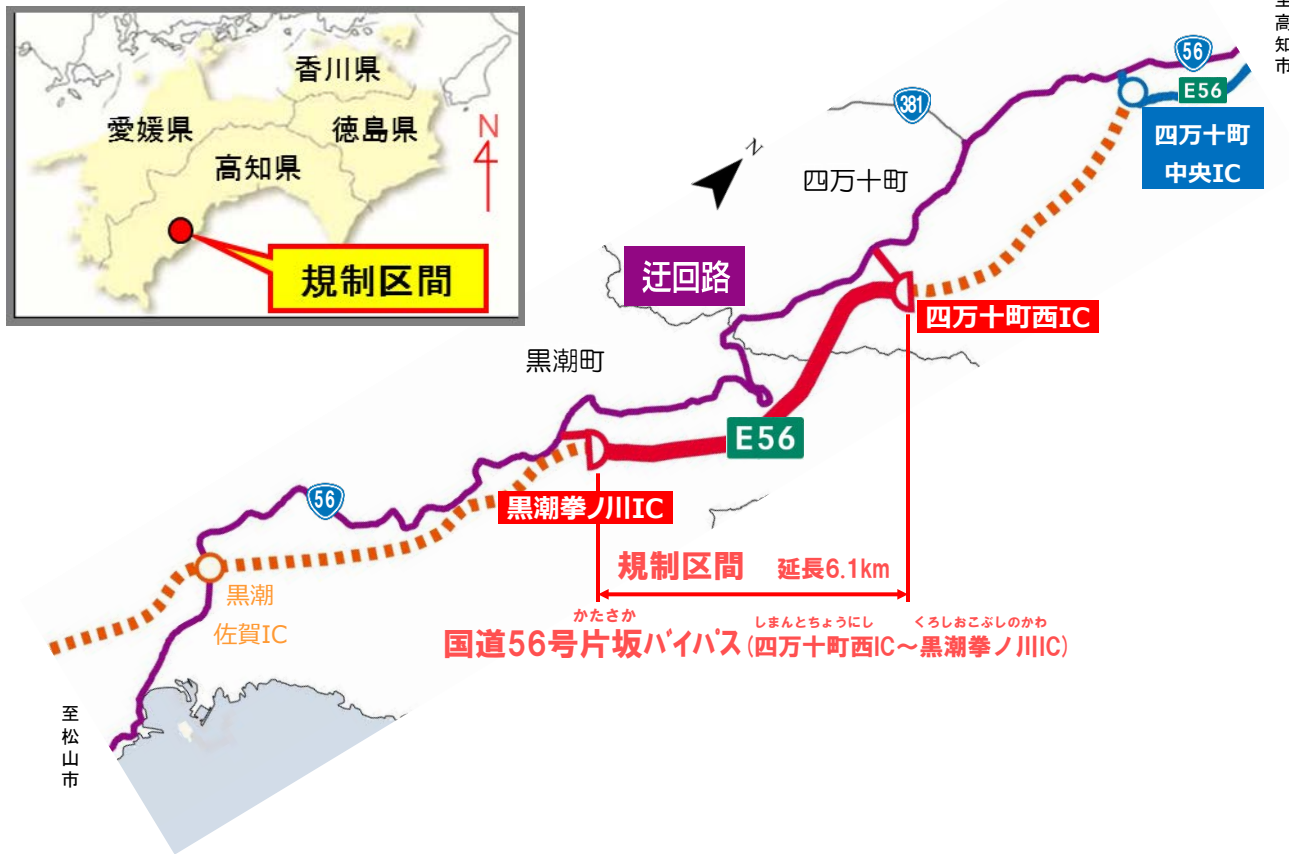 香川県
愛媛県
徳島県
高知県
N
規制区間
至高知市
56
E56
四万十町
中央IC
381
N
四万十町
迂回路
四万十町西IC
黒潮町
E56
黒潮拳ノ川IC
56
規制区間 延長6.1km
黒潮
佐賀IC
かたさか しまんとちょうにし くろしおこぶしのかわ
国道56号片坂バイパス(四万十町西IC～黒潮拳ノ川IC)
至松山市